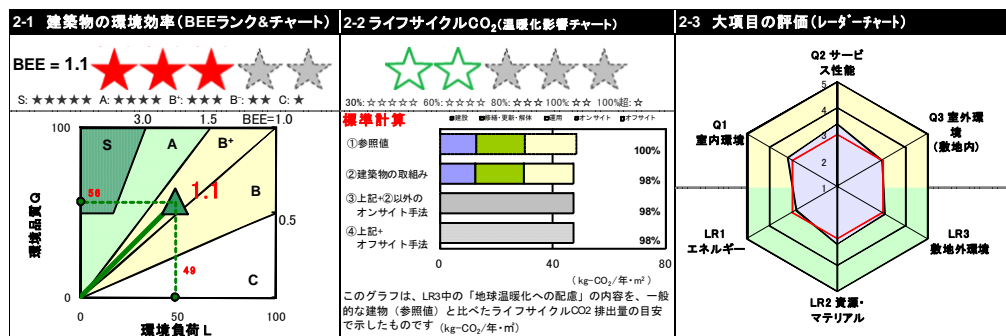 2-1 建築物の環境効率(BEEランク&チャート)
BEE = 1.1
S: ★★★★★ A: ★★★★ B⁺: ★★★ B⁻: ★★ C: ★
3.0 1.5 BEE=1.0
100
S A B⁺
B
0.5
C
56
1.1
49
環境品質Q
0
0 50 100
環境負荷 L
2-2 ライフサイクルCO₂(温暖化影響チャート)
30%: ☆☆☆☆☆ 60%: ☆☆☆☆ 80%: ☆☆☆ 100%: ☆☆ 100%超: ☆
標準計算
■建設 ■修繕・更新・解体 □運用 ■オンサイト ■オフサイト
①参照値 100%
②建築物の取組み 98%
③上記+②以外の
オンサイト手法 98%
④上記+
オフサイト手法 98%
0 40 80
(kg-CO₂/年・m²)
このグラフは、LR3中の「地球温暖化への配慮」の内容を、一般
的な建物(参照値)と比べたライフサイクルCO2 排出量の目安
で示したものです (kg-CO₂/年・㎡)
2-3 大項目の評価(レーダーチャート)
Q2 サービ
ス性能
5
4
3
2
1
Q1
室内環境
Q3 室外環
境
(敷地内)
LR1
エネルギー
LR3
敷地外環境
LR2 資源・
マテリアル